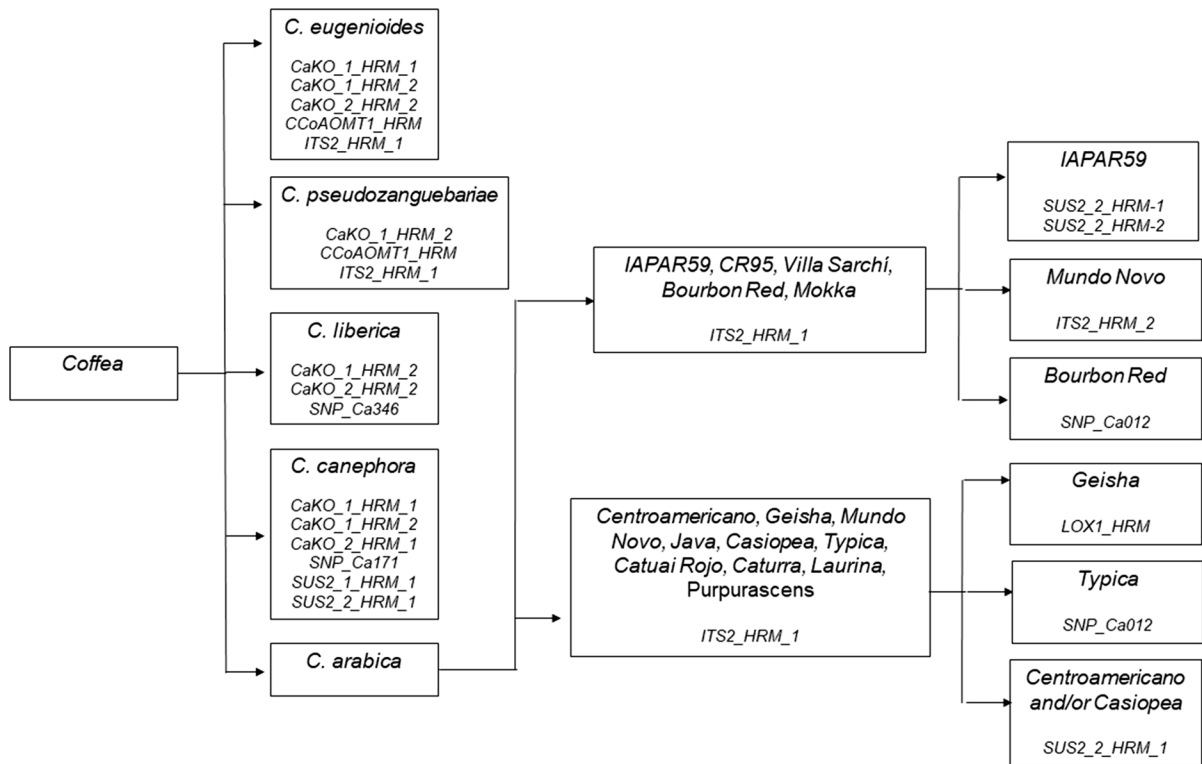 Coffea
C. eugenioides
CaKO_1_HRM_1
CaKO_1_HRM_2
CaKO_2_HRM_2
CCoAOMT1_HRM
ITS2_HRM_1
C. pseudozanguebariae
CaKO_1_HRM_2
CCoAOMT1_HRM
ITS2_HRM_1
C. liberica
CaKO_1_HRM_2
CaKO_2_HRM_2
SNP_Ca346
C. canephora
CaKO_1_HRM_1
CaKO_1_HRM_2
CaKO_2_HRM_1
SNP_Ca171
SUS2_1_HRM_1
SUS2_2_HRM_1
C. arabica
IAPAR59, CR95, Villa Sarchí,
Bourbon Red, Mokka
ITS2_HRM_1
Centroamericano, Geisha, Mundo
Novo, Java, Casiopea, Typica,
Catuai Rojo, Caturra, Laurina,
Purpurascens
ITS2_HRM_1
IAPAR59
SUS2_2_HRM-1
SUS2_2_HRM-2
Mundo Novo
ITS2_HRM_2
Bourbon Red
SNP_Ca012
Geisha
LOX1_HRM
Typica
SNP_Ca012
Centroamericano
and/or Casiopea
SUS2_2_HRM_1